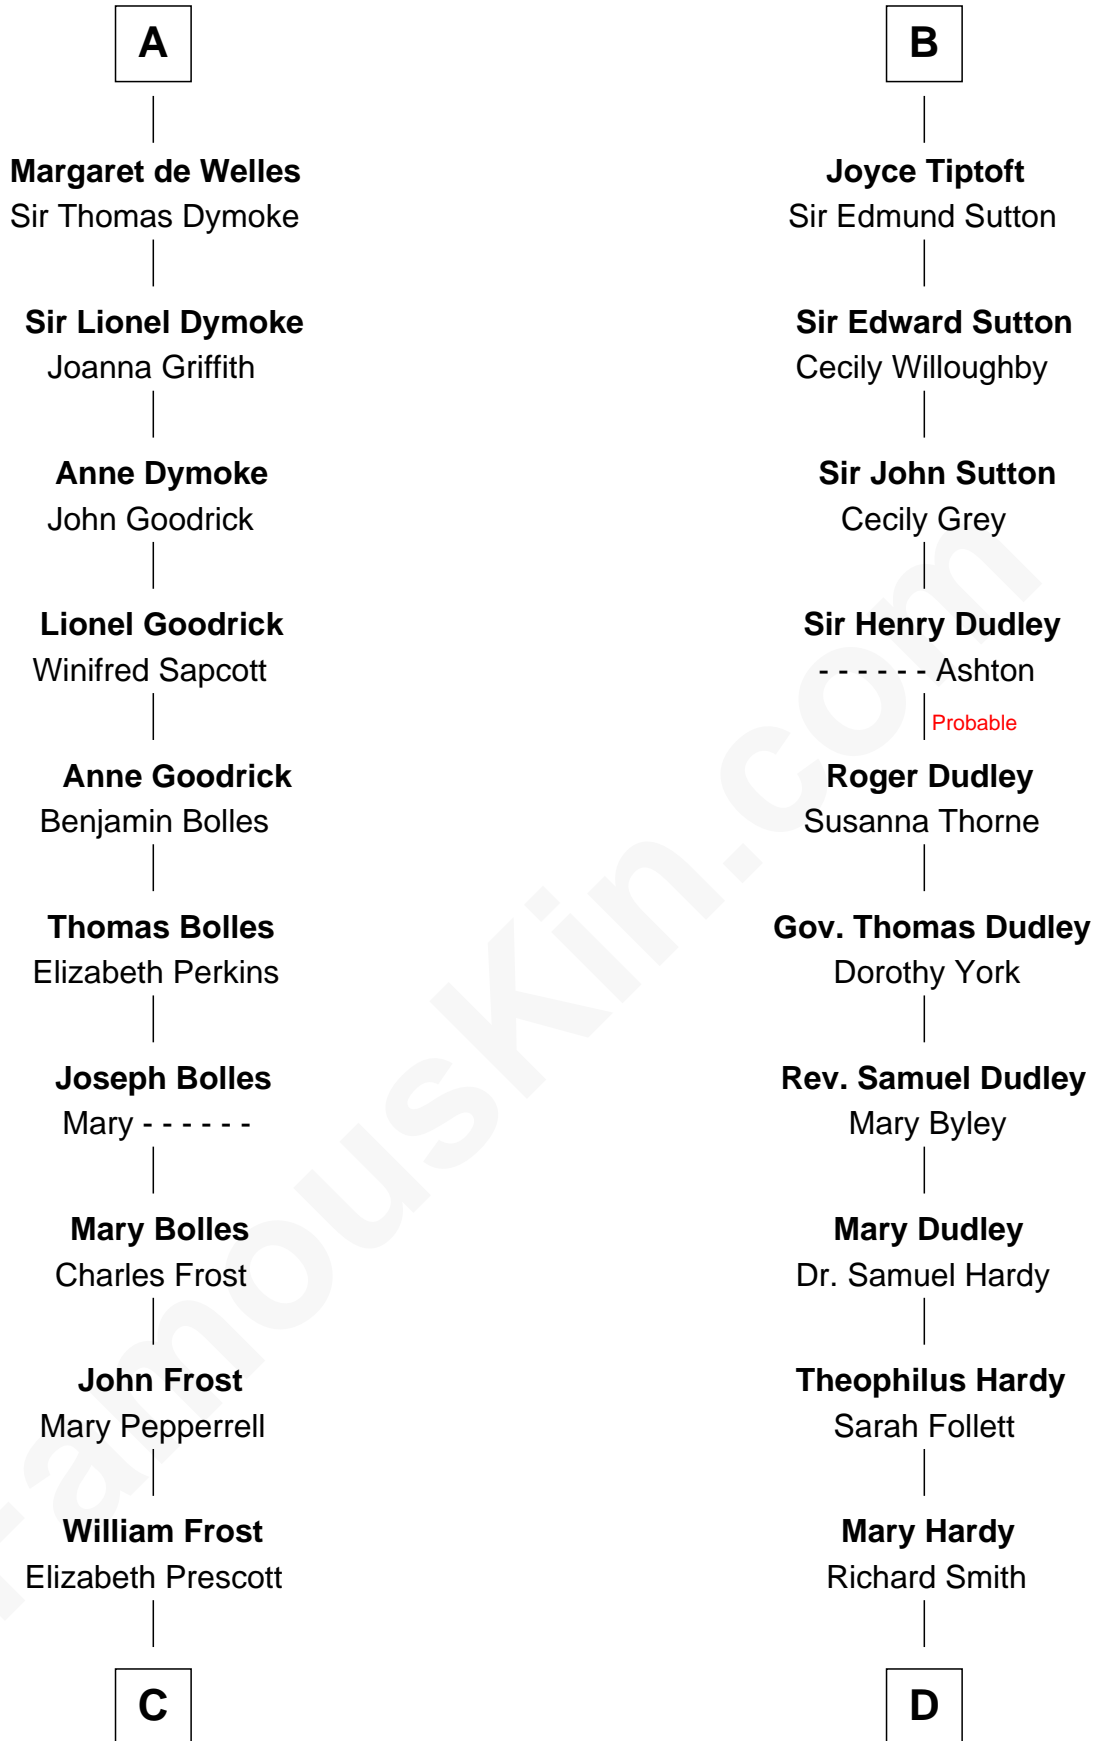 A
Margaret de Welles
Sir Thomas Dymoke
Sir Lionel Dymoke
Joanna Griffith
Anne Dymoke
John Goodrick
Lionel Goodrick
Winifred Sapcott
Anne Goodrick
Benjamin Bolles
Thomas Bolles
Elizabeth Perkins
Joseph Bolles
Mary - - - - - -
Mary Bolles
Charles Frost
John Frost
Mary Pepperrell
William Frost
Elizabeth Prescott
C
B
Joyce Tiptoft
Sir Edmund Sutton
Sir Edward Sutton
Cecily Willoughby
Sir John Sutton
Cecily Grey
Sir Henry Dudley
- - - - - - Ashton
Probable
Roger Dudley
Susanna Thorne
Gov. Thomas Dudley
Dorothy York
Rev. Samuel Dudley
Mary Byley
Mary Dudley
Dr. Samuel Hardy
Theophilus Hardy
Sarah Follett
Mary Hardy
Richard Smith
D
FamousKin.com